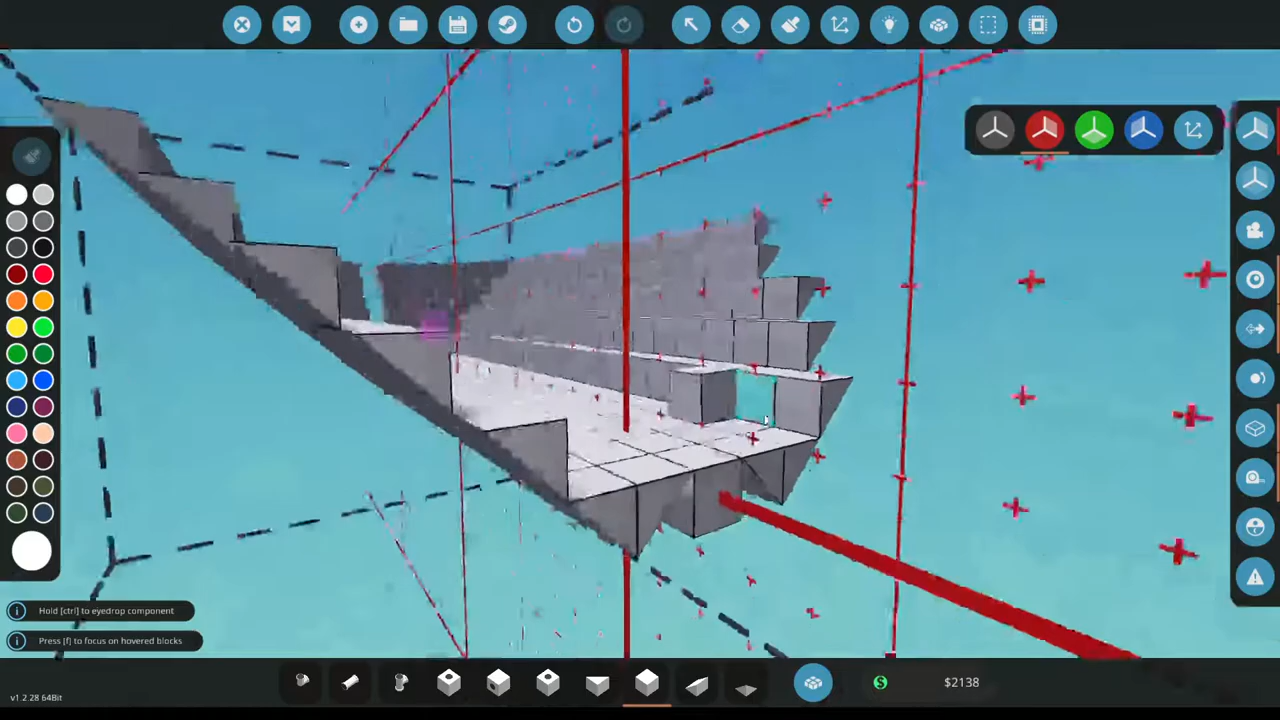 Hold [ctrl] to eyedrop component
Press [f] to focus on hovered blocks
v1.2.28 64Bit
$
$2138